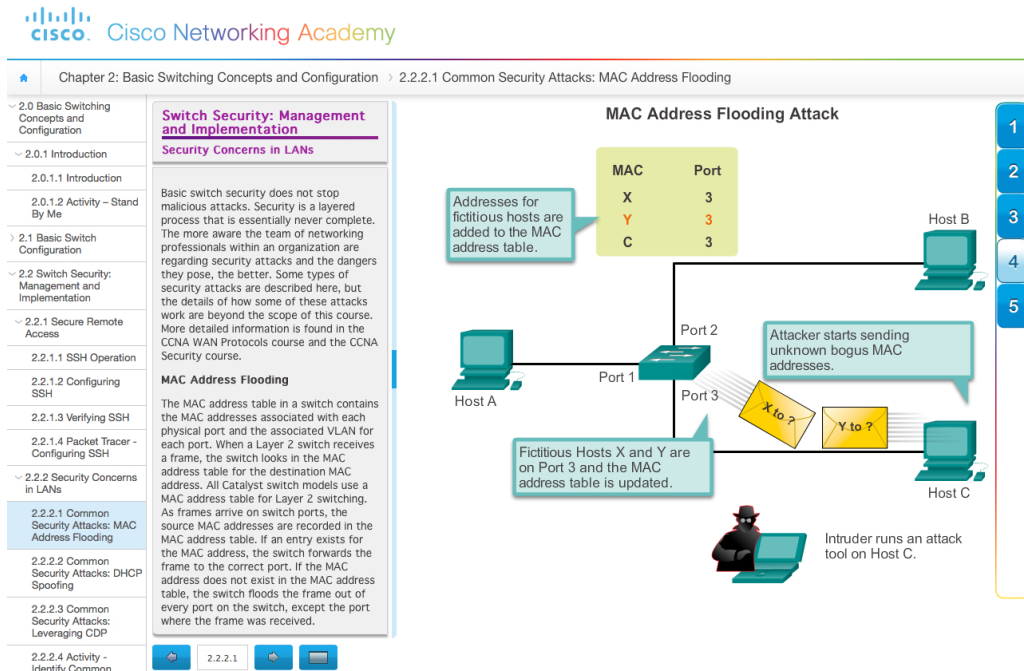 CISCO
Cisco Networking Academy
Chapter 2: Basic Switching Concepts and Configuration
2.2.2.1 Common Security Attacks: MAC Address Flooding
2.0 Basic Switching
Concepts and
Configuration
2.0.1 Introduction
2.0.1.1 Introduction
2.0.1.2 Activity – Stand
By Me
2.1 Basic Switch
Configuration
2.2 Switch Security:
Management and
Implementation
2.2.1 Secure Remote
Access
2.2.1.1 SSH Operation
2.2.1.2 Configuring
SSH
2.2.1.3 Verifying SSH
2.2.1.4 Packet Tracer -
Configuring SSH
2.2.2 Security Concerns
in LANs
2.2.2.1 Common
Security Attacks: MAC
Address Flooding
2.2.2.2 Common
Security Attacks: DHCP
Spoofing
2.2.2.3 Common
Security Attacks:
Leveraging CDP
2.2.2.4 Activity -
Identify Common
Switch Security: Management
and Implementation
Security Concerns in LANs
Basic switch security does not stop
malicious attacks. Security is a layered
process that is essentially never complete.
The more aware the team of networking
professionals within an organization are
regarding security attacks and the dangers
they pose, the better. Some types of
security attacks are described here, but
the details of how some of these attacks
work are beyond the scope of this course.
More detailed information is found in the
CCNA WAN Protocols course and the CCNA
Security course.
MAC Address Flooding
The MAC address table in a switch contains
the MAC addresses associated with each
physical port and the associated VLAN for
each port. When a Layer 2 switch receives
a frame, the switch looks in the MAC
address table for the destination MAC
address. All Catalyst switch models use a
MAC address table for Layer 2 switching.
As frames arrive on switch ports, the
source MAC addresses are recorded in the
MAC address table. If an entry exists for
the MAC address, the switch forwards the
frame to the correct port. If the MAC
address does not exist in the MAC address
table, the switch floods the frame out of
every port on the switch, except the port
where the frame was received.
2.2.2.1
MAC Address Flooding Attack
MAC Port
X 3
Y 3
C 3
Addresses for
fictitious hosts are
added to the MAC
address table.
Host B
Port 2
Attacker starts sending
unknown bogus MAC
addresses.
Port 1
Host A
Port 3
X to ?
Y to ?
Fictitious Hosts X and Y are
on Port 3 and the MAC
address table is updated.
Host C
Intruder runs an attack
tool on Host C.
1
2
3
4
5